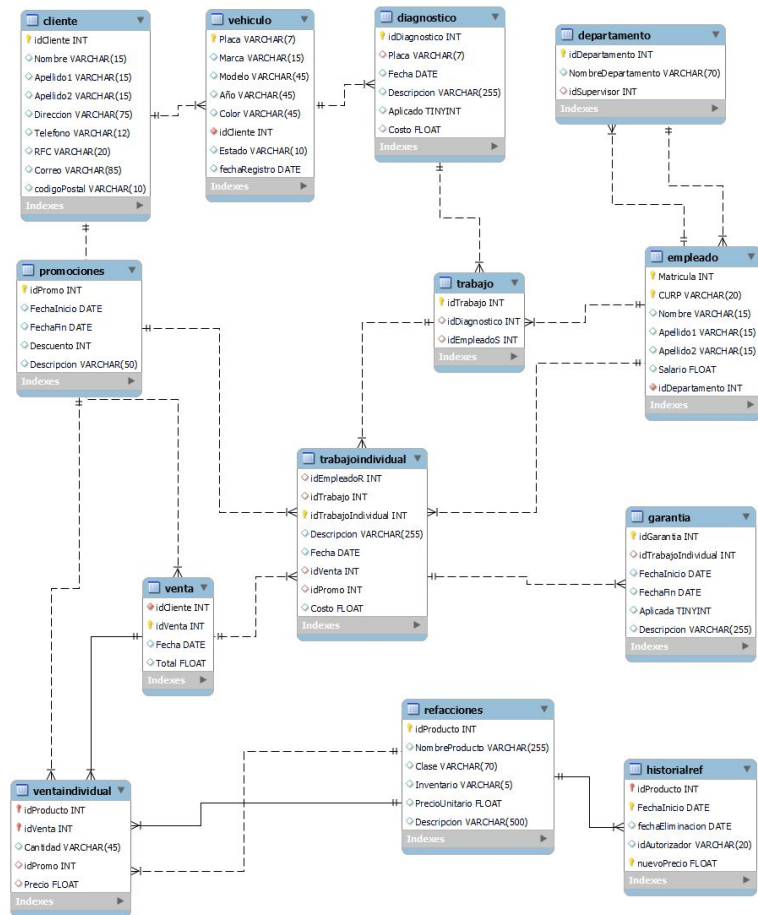 cliente
idCliente INT
Nombre VARCHAR(15)
Apellido1 VARCHAR(15)
Apellido2 VARCHAR(15)
Direccion VARCHAR(75)
Telefono VARCHAR(12)
RFC VARCHAR(20)
Correo VARCHAR(85)
codigoPostal VARCHAR(10)
Indexes
vehiculo
Placa VARCHAR(7)
Marca VARCHAR(15)
Modelo VARCHAR(45)
Año VARCHAR(45)
Color VARCHAR(45)
idCliente INT
Estado VARCHAR(10)
fechaRegistro DATE
Indexes
diagnostico
idDiagnostico INT
Placa VARCHAR(7)
Fecha DATE
Descripcion VARCHAR(255)
Aplicado TINYINT
Costo FLOAT
Indexes
departamento
idDepartamento INT
NombreDepartamento VARCHAR(70)
idSupervisor INT
Indexes
promociones
idPromo INT
FechaInicio DATE
FechaFin DATE
Descuento INT
Descripcion VARCHAR(50)
Indexes
trabajo
idTrabajo INT
idDiagnostico INT
idEmpleadoS INT
Indexes
empleado
Matricula INT
CURP VARCHAR(20)
Nombre VARCHAR(15)
Apellido1 VARCHAR(15)
Apellido2 VARCHAR(15)
Salario FLOAT
idDepartamento INT
Indexes
trabajoindividual
idEmpleadoR INT
idTrabajo INT
idTrabajoIndividual INT
Descripcion VARCHAR(255)
Fecha DATE
idVenta INT
idPromo INT
Costo FLOAT
Indexes
garantia
idGarantia INT
idTrabajoIndividual INT
FechaInicio DATE
FechaFin DATE
Aplicada TINYINT
Descripcion VARCHAR(255)
Indexes
venta
idCliente INT
idVenta INT
Fecha DATE
Total FLOAT
Indexes
refacciones
idProducto INT
NombreProducto VARCHAR(255)
Clase VARCHAR(70)
Inventario VARCHAR(5)
PrecioUnitario FLOAT
Descripcion VARCHAR(500)
Indexes
historialref
idProducto INT
FechaInicio DATE
fechaEliminacion DATE
idAutorizador VARCHAR(20)
nuevoPrecio FLOAT
Indexes
ventaindividual
idProducto INT
idVenta INT
Cantidad VARCHAR(45)
idPromo INT
Precio FLOAT
Indexes